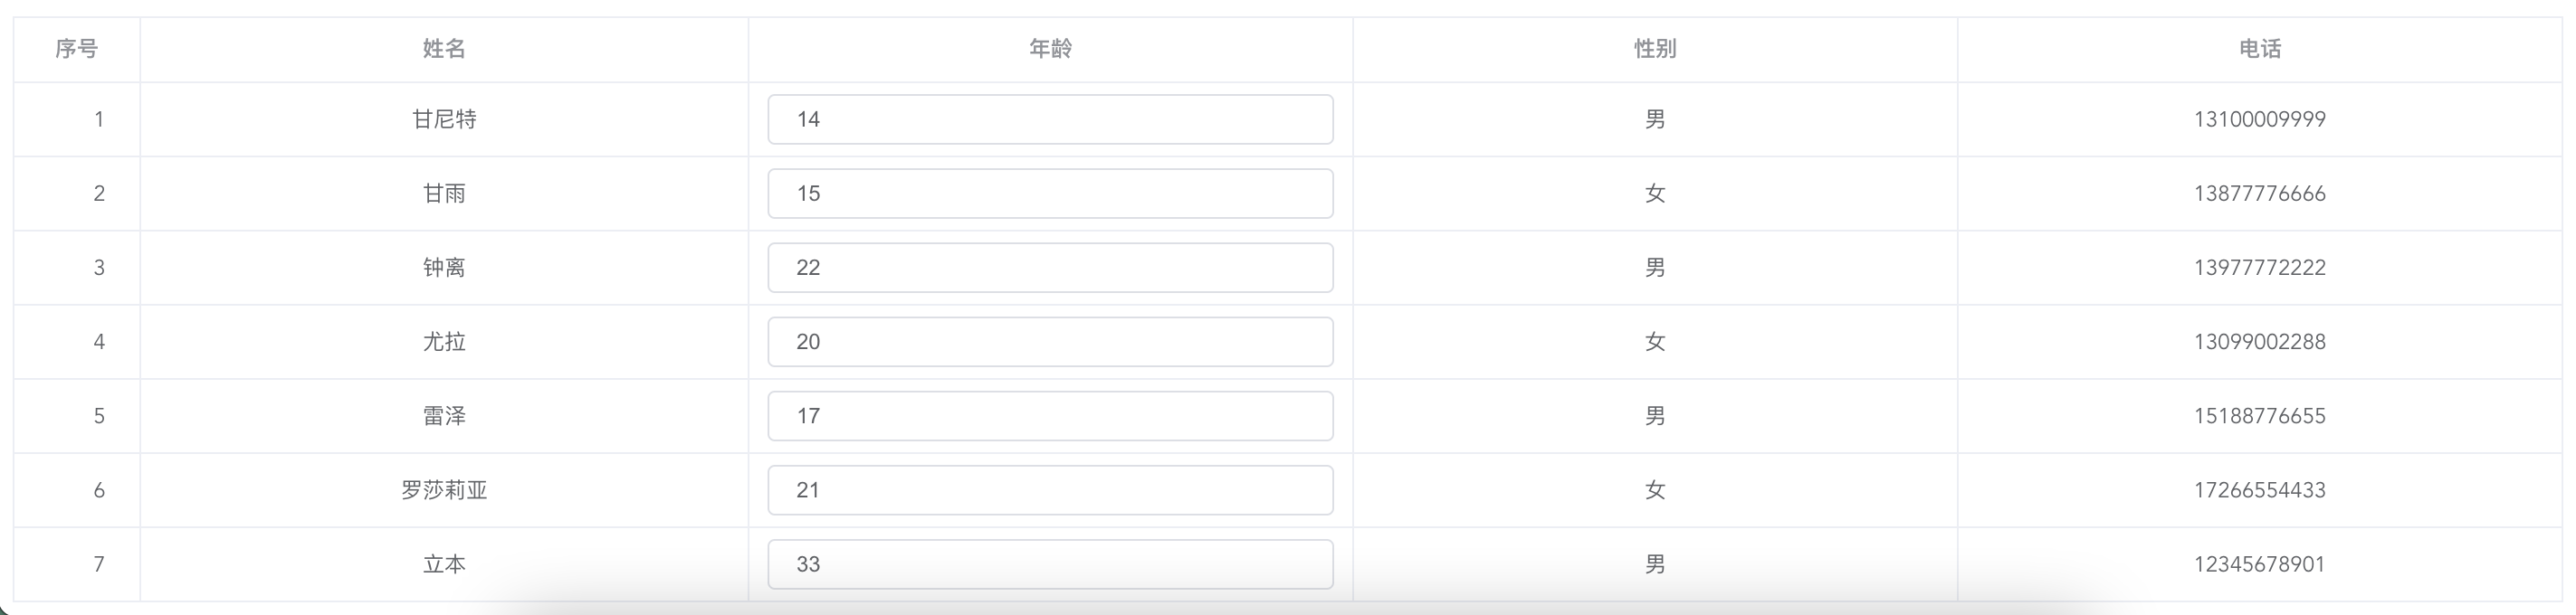 序号 姓名 年龄 性别 电话
1 甘尼特 14 男 13100009999
2 甘雨 15 女 13877776666
3 钟离 22 男 13977772222
4 尤拉 20 女 13099002288
5 雷泽 17 男 15188776655
6 罗莎莉亚 21 女 17266554433
7 立本 33 男 12345678901